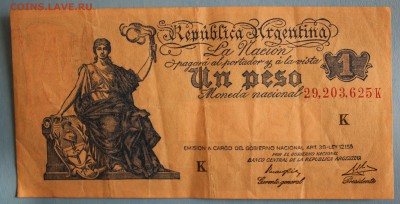 coins.lave.ru
República Argentina
La Nación
pagará al portador y a la vista
Un peso
1
Moneda nacional
29,203,625 K
K
K
EMISION A CARGO DEL GOBIERNO NACIONAL ART. 36-LEY 12155
POR EL GOBIERNO NACIONAL
BANCO CENTRAL DE LA REPUBLICA ARGENTINA
Gerente general
Presidente